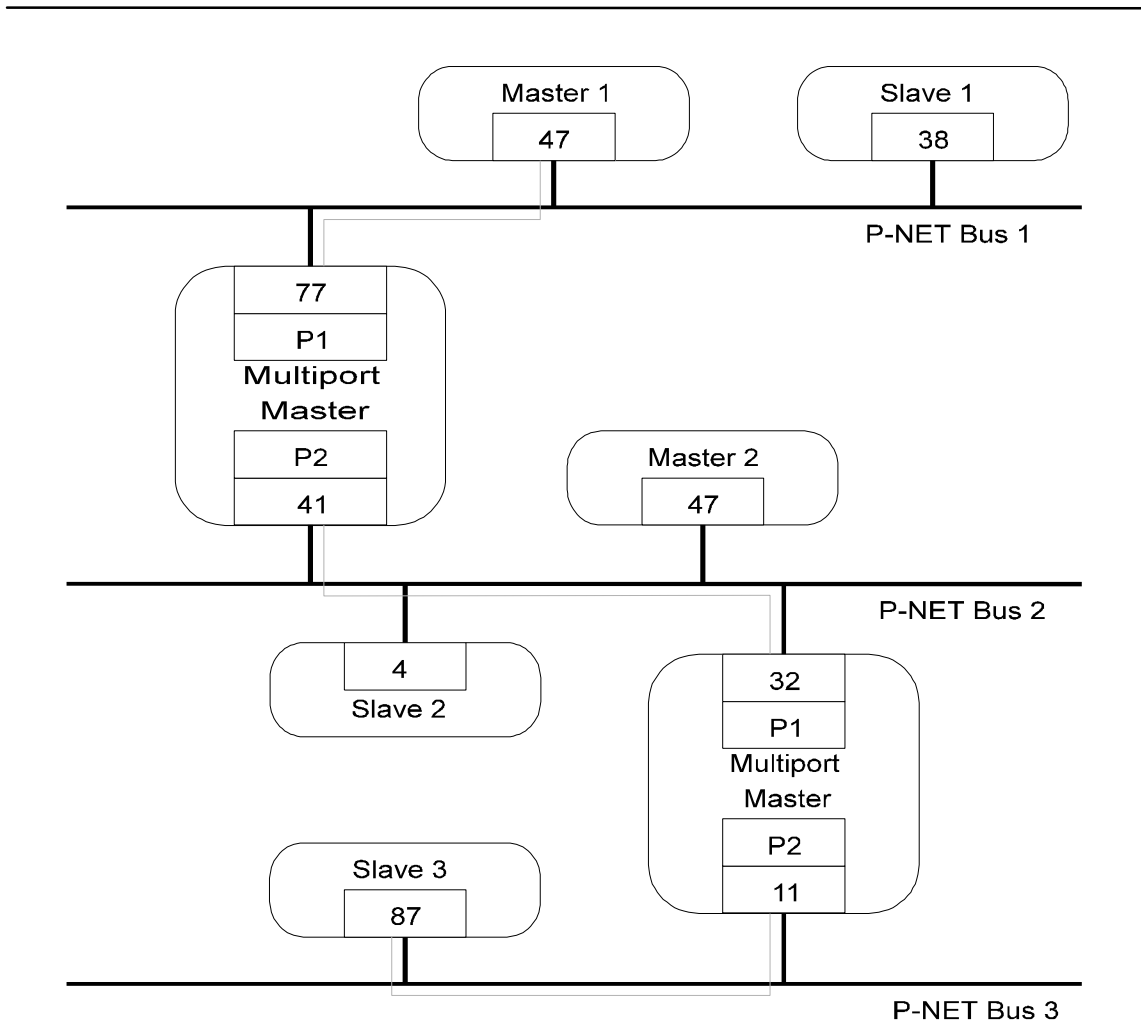 Master 1
47
Slave 1
38
P-NET Bus 1
77
P1
Multiport
Master
P2
41
Master 2
47
P-NET Bus 2
4
Slave 2
32
P1
Multiport
Master
P2
11
Slave 3
87
P-NET Bus 3